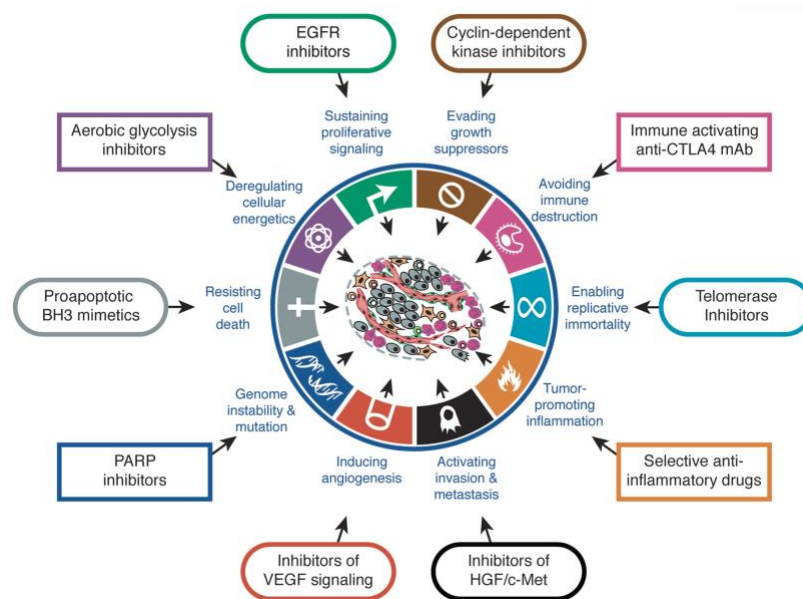 EGFR
inhibitors
Cyclin-dependent
kinase inhibitors
Sustaining
proliferative
signaling
Evading
growth
suppressors
Aerobic glycolysis
inhibitors
Immune activating
anti-CTLA4 mAb
Deregulating
cellular
energetics
Avoiding
immune
destruction
Proapoptotic
BH3 mimetics
Resisting
cell
death
Enabling
replicative
immortality
Telomerase
Inhibitors
Genome
instability &
mutation
Tumor-
promoting
inflammation
PARP
inhibitors
Inducing
angiogenesis
Activating
invasion &
metastasis
Selective anti-
inflammatory drugs
Inhibitors of
VEGF signaling
Inhibitors of
HGF/c-Met